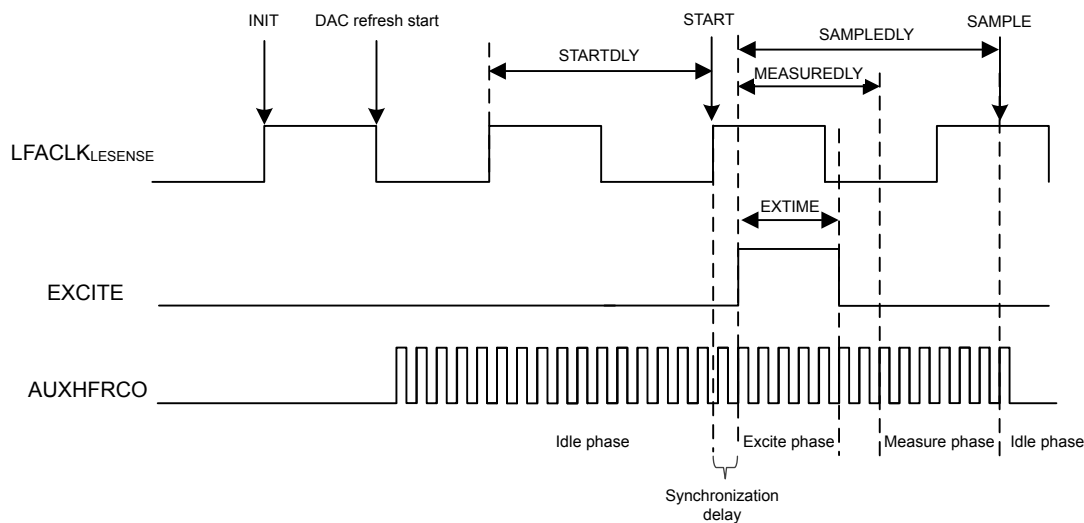 INIT
DAC refresh start
START
SAMPLE
SAMPLEDLY
STARTDLY
MEASUREDLY
LFACLKLESENSE
EXTIME
EXCITE
AUXHFRCO
Idle phase
Excite phase
Measure phase
Idle phase
Synchronization
delay